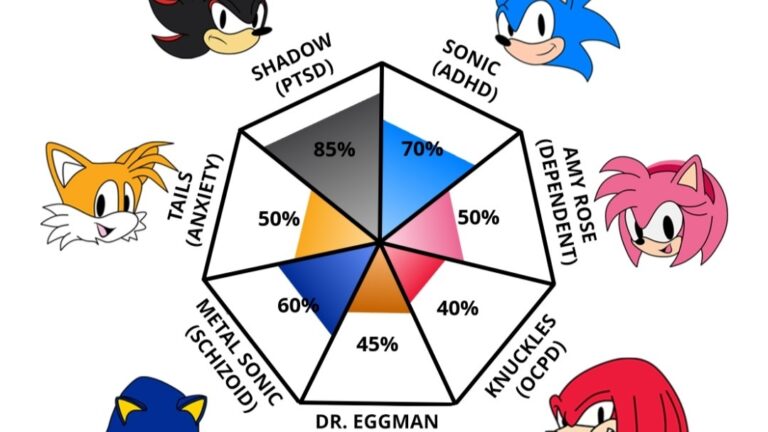 SHADOW
(PTSD)
SONIC
(ADHD)
85%
70%
TAILS
(ANXIETY)
AMY ROSE
(DEPENDENT)
50%
50%
60%
40%
45%
METAL SONIC
(SCHIZOID)
KNUCKLES
(OCPD)
DR. EGGMAN